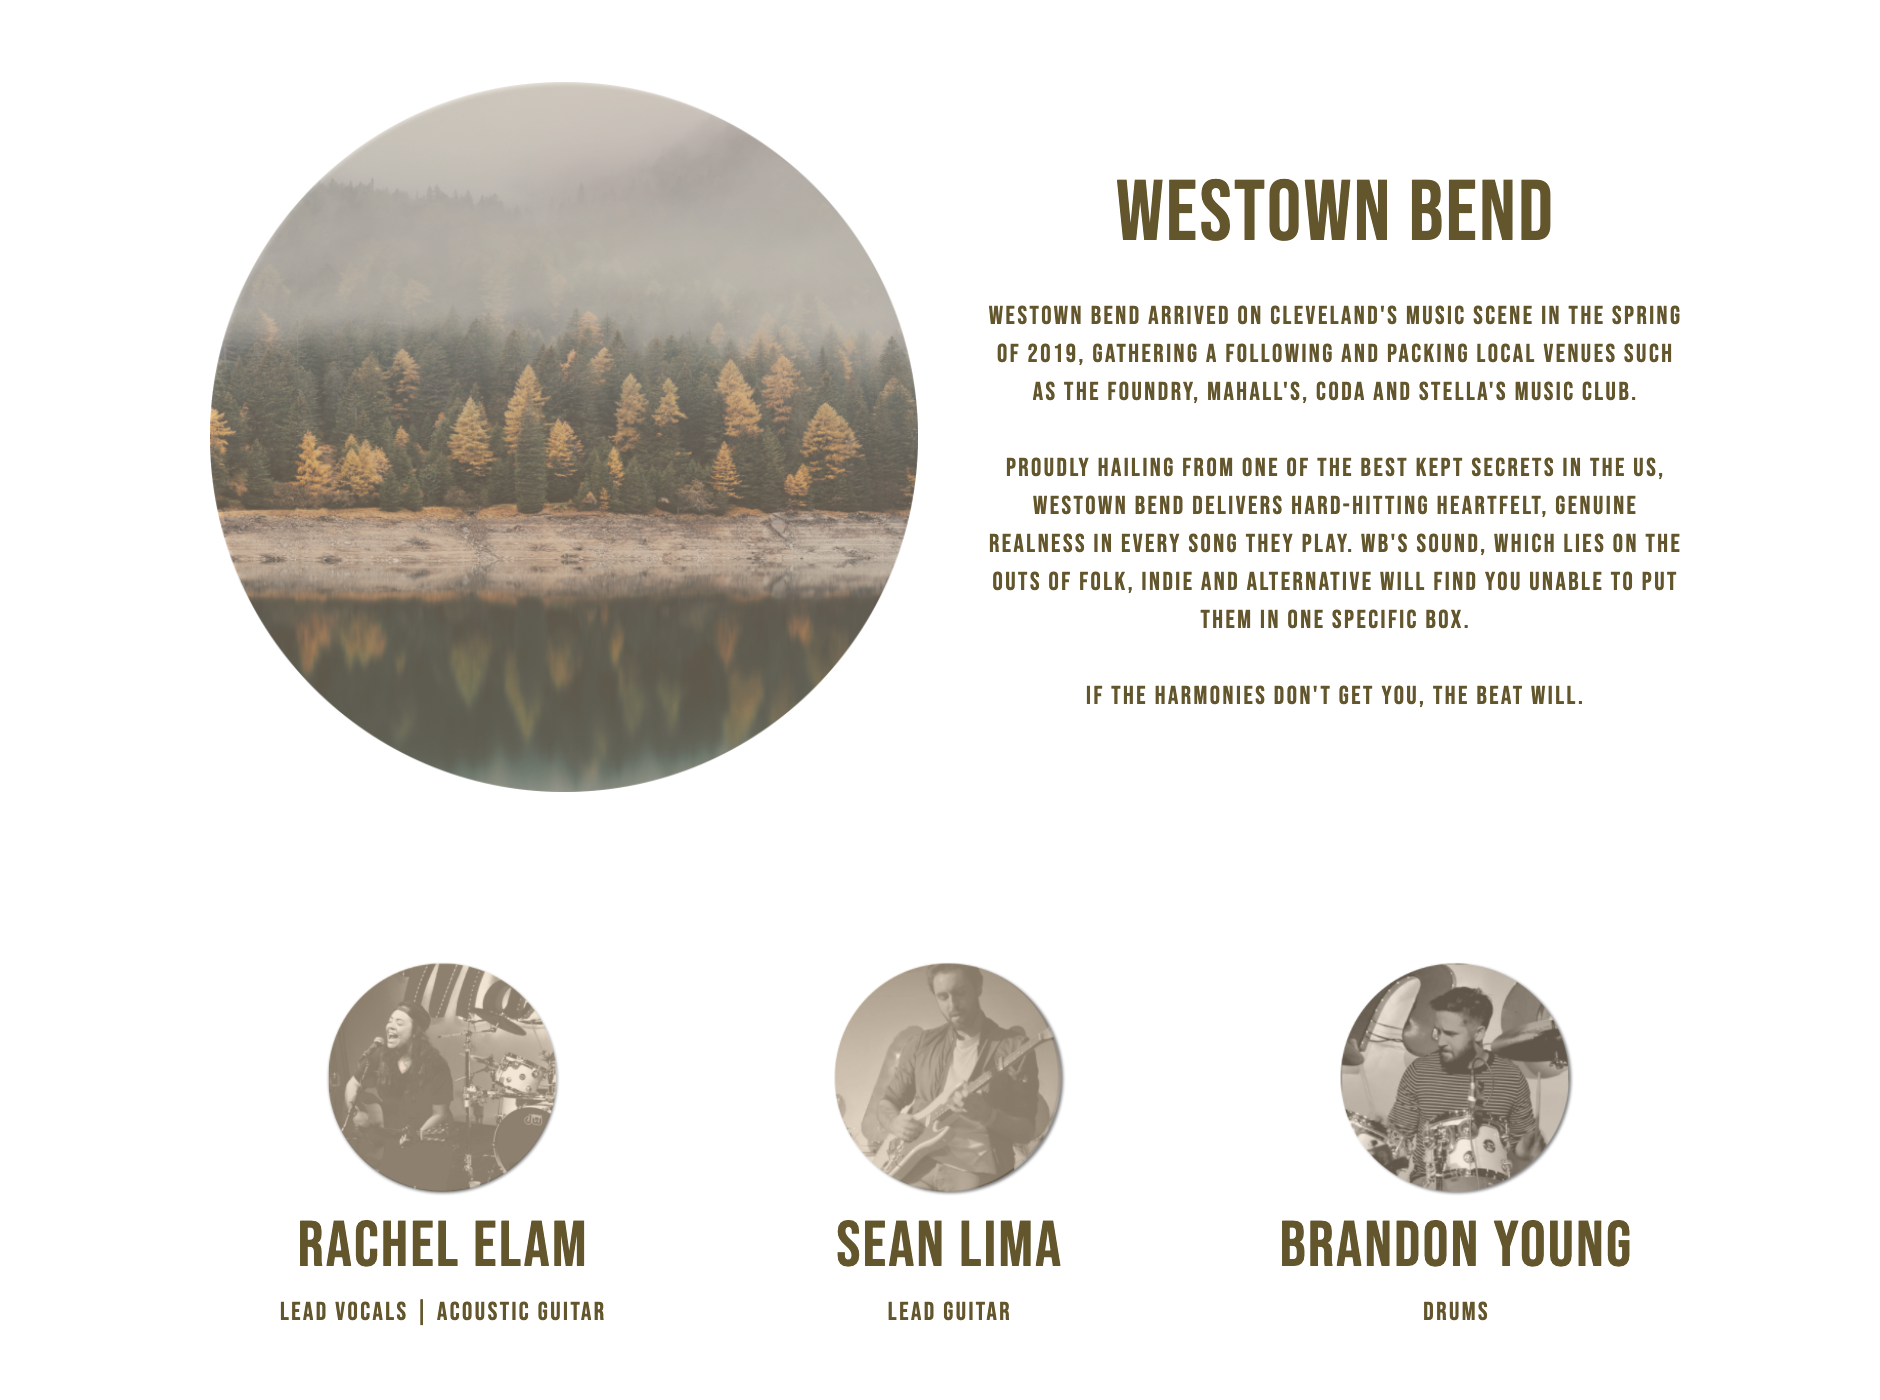 WESTOWN BEND
WESTOWN BEND ARRIVED ON CLEVELAND'S MUSIC SCENE IN THE SPRING
OF 2019, GATHERING A FOLLOWING AND PACKING LOCAL VENUES SUCH
AS THE FOUNDRY, MAHALL'S, CODA AND STELLA'S MUSIC CLUB.
PROUDLY HAILING FROM ONE OF THE BEST KEPT SECRETS IN THE US,
WESTOWN BEND DELIVERS HARD-HITTING HEARTFELT, GENUINE
REALNESS IN EVERY SONG THEY PLAY. WB'S SOUND, WHICH LIES ON THE
OUTS OF FOLK, INDIE AND ALTERNATIVE WILL FIND YOU UNABLE TO PUT
THEM IN ONE SPECIFIC BOX.
IF THE HARMONIES DON'T GET YOU, THE BEAT WILL.
RACHEL ELAM
LEAD VOCALS | ACOUSTIC GUITAR
SEAN LIMA
LEAD GUITAR
BRANDON YOUNG
DRUMS